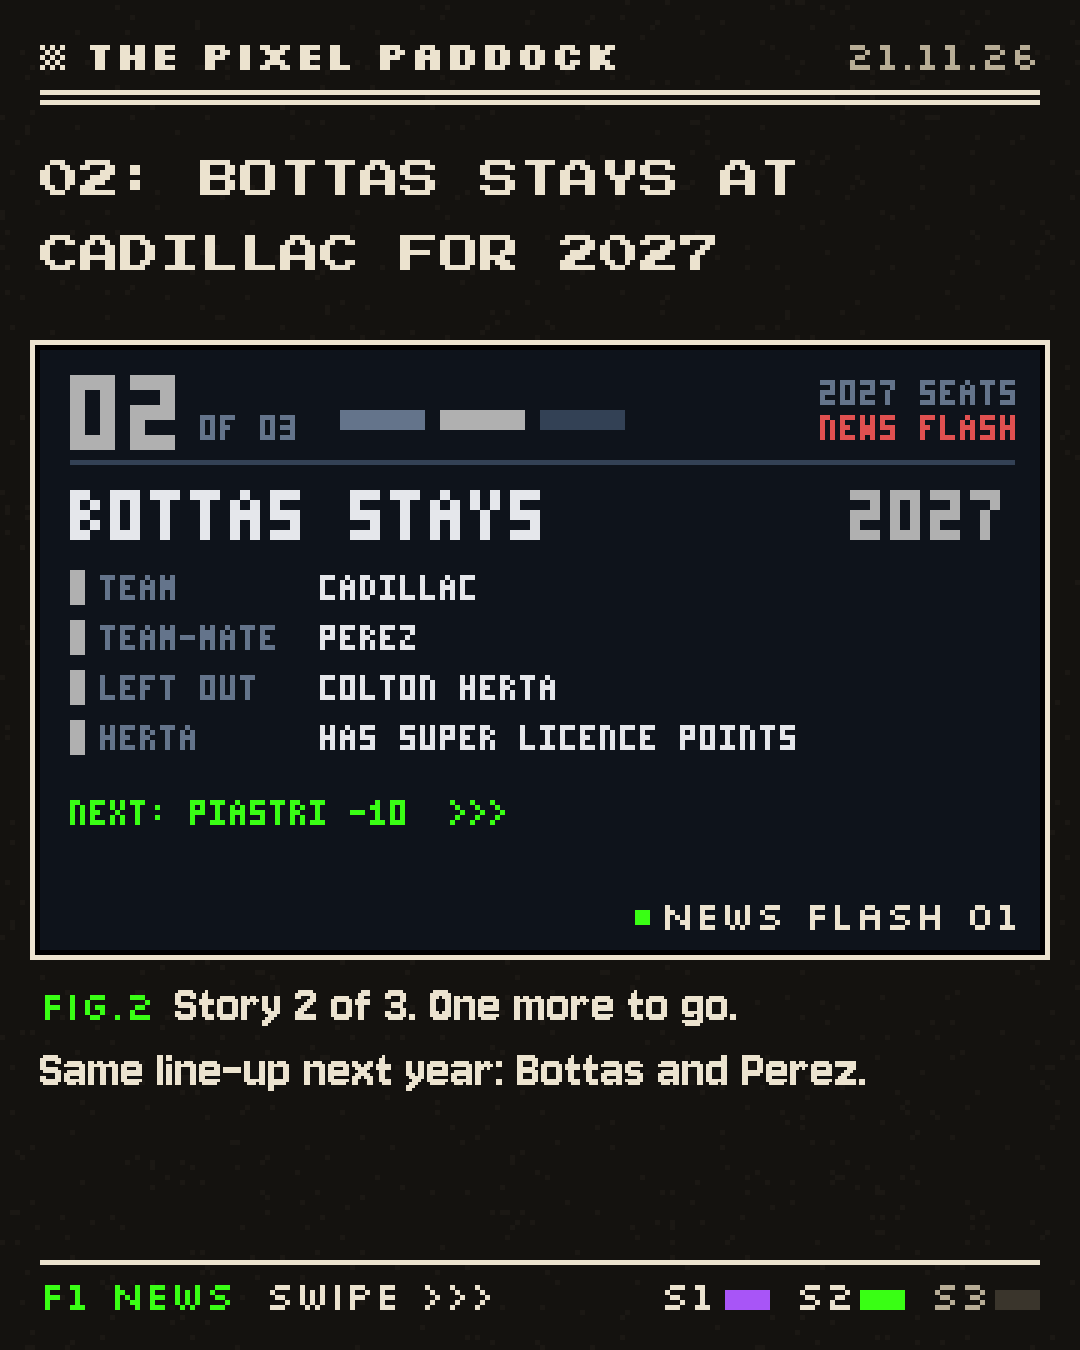 THE PIXEL PADDOCK 21.11.26
02: BOTTAS STAYS AT
CADILLAC FOR 2027
02 OF 03
2027 SEATS
NEWS FLASH
BOTTAS STAYS 2027
TEAM CADILLAC
TEAM-MATE PEREZ
LEFT OUT COLTON HERTA
HERTA HAS SUPER LICENCE POINTS
NEXT: PIASTRI -10 >>>
NEWS FLASH 01
FIG.2 Story 2 of 3. One more to go.
Same line-up next year: Bottas and Perez.
F1 NEWS SWIPE >>> S1 S2 S3